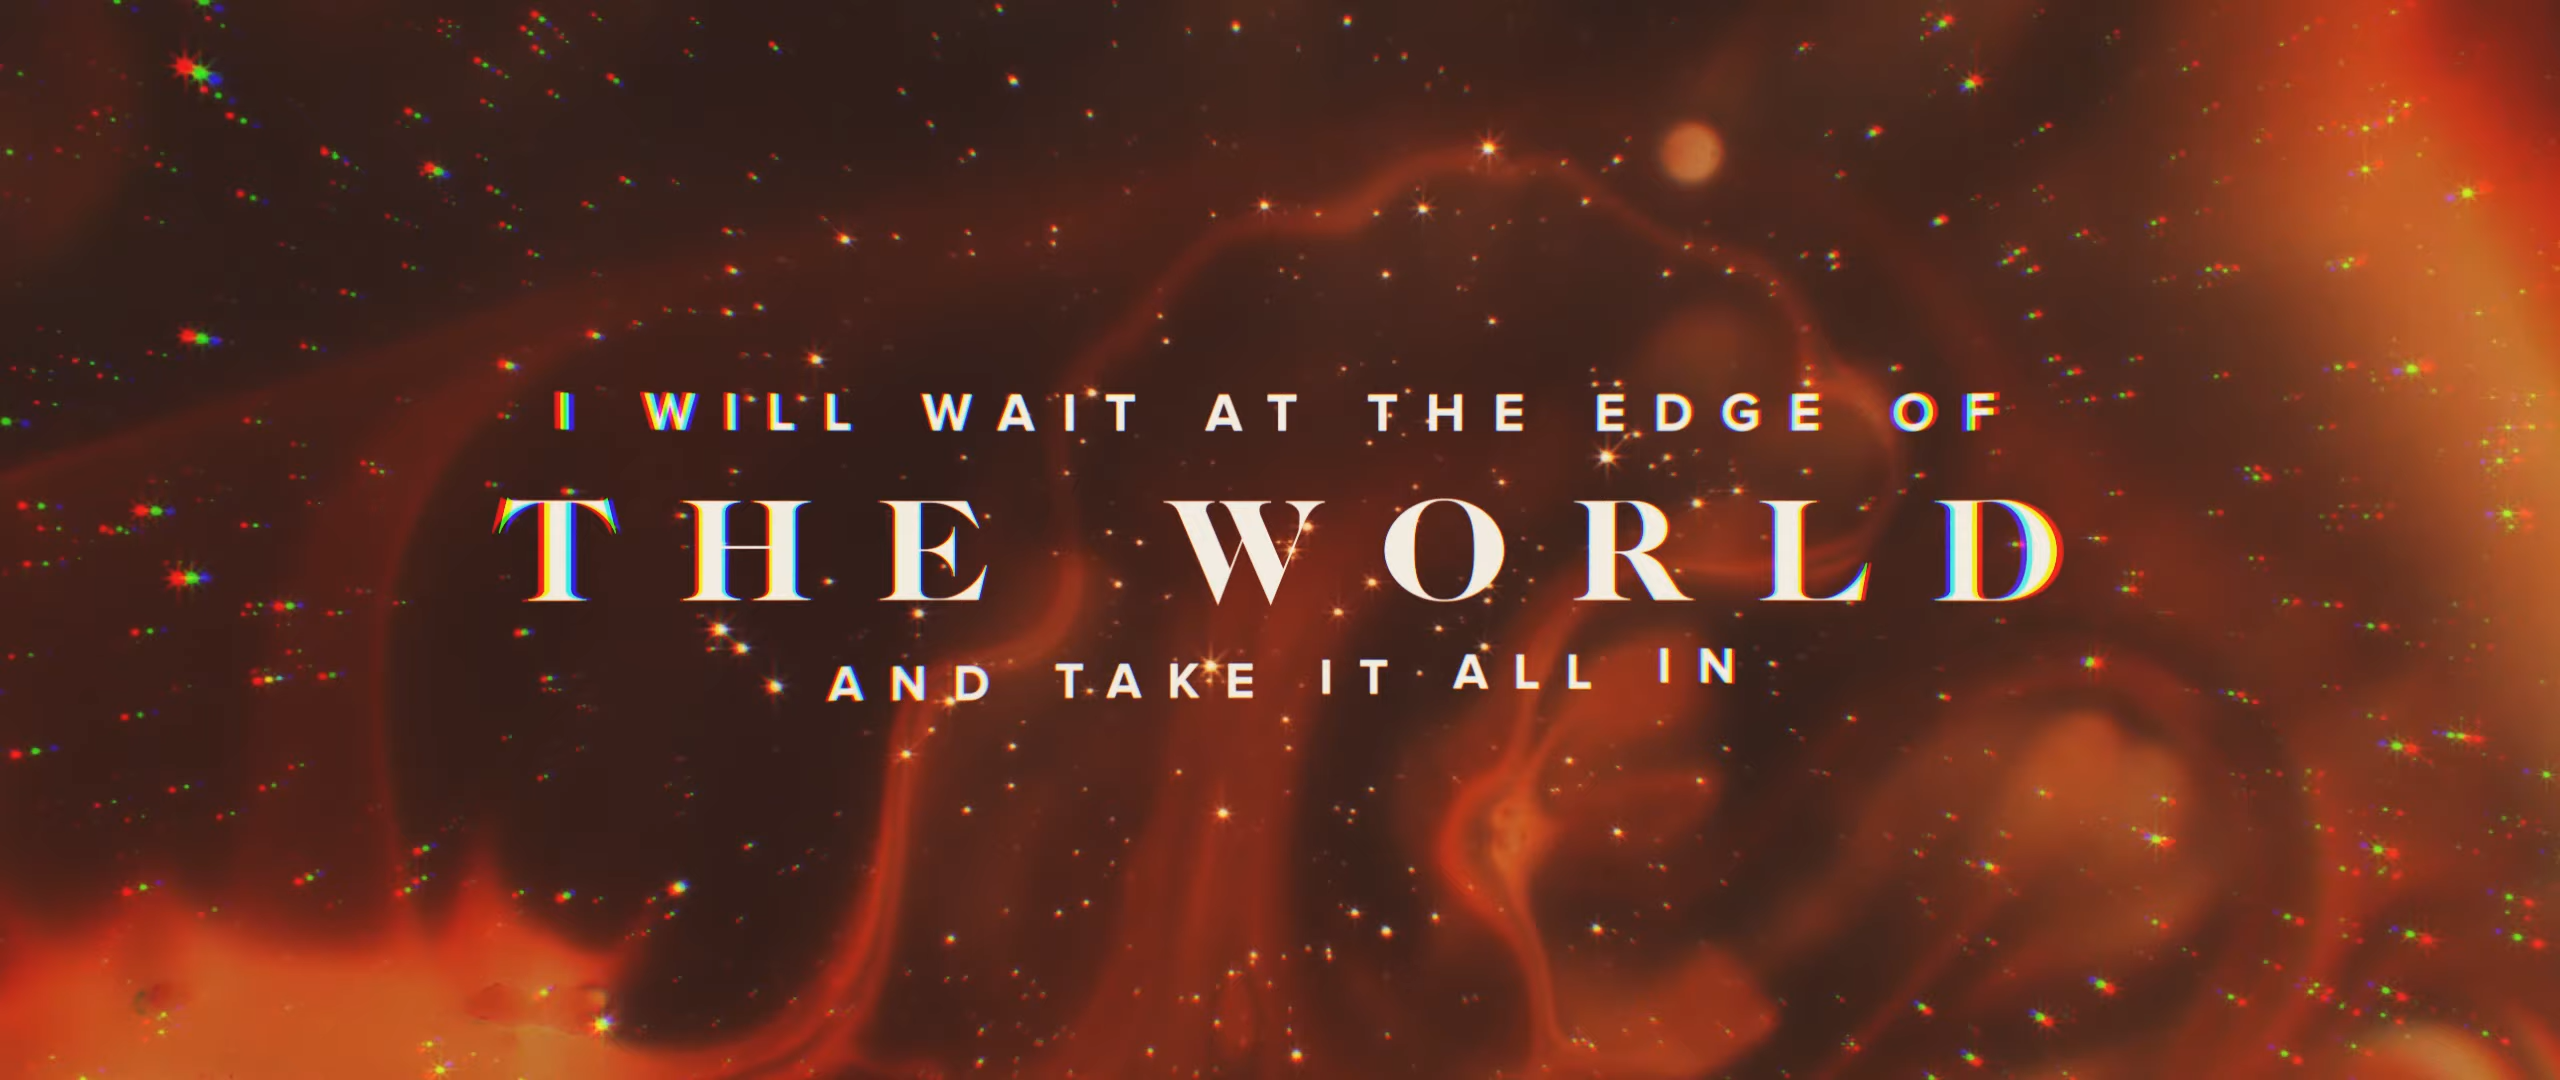 I WILL WAIT AT THE EDGE OF
THE WORLD
AND TAKE IT ALL IN